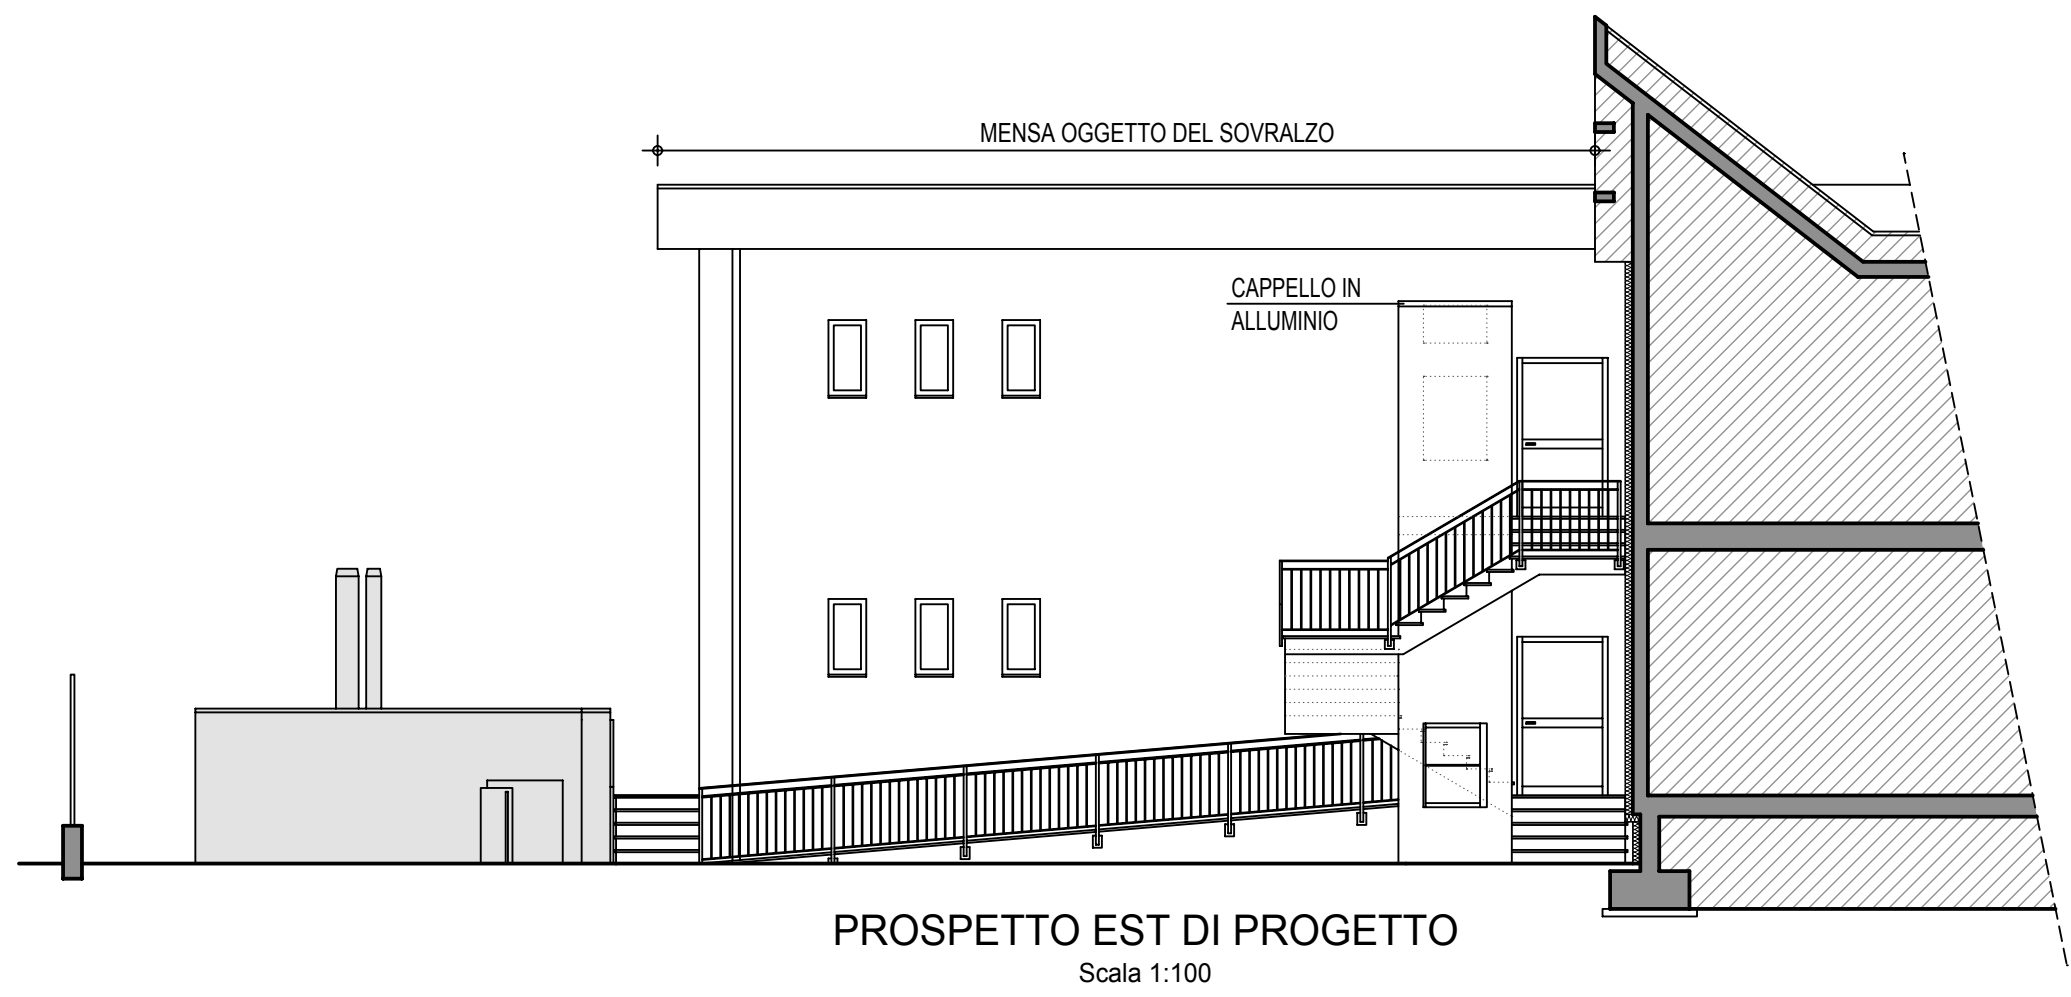 MENSA OGGETTO DEL SOVRALZO
CAPPELLO IN
ALLUMINIO
PROSPETTO EST DI PROGETTO
Scala 1:100